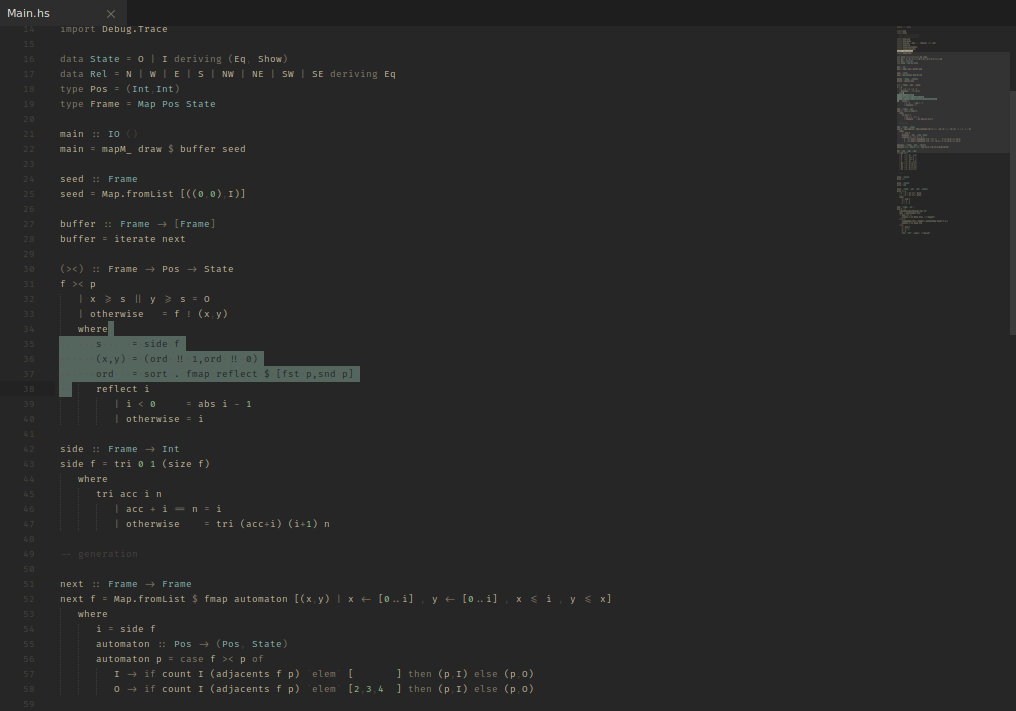 Main.hs ×
14 import Debug.Trace
15
16 data State = O | I deriving (Eq, Show)
17 data Rel = N | W | E | S | NW | NE | SW | SE deriving Eq
18 type Pos = (Int,Int)
19 type Frame = Map Pos State
20
21 main :: IO ()
22 main = mapM_ draw $ buffer seed
23
24 seed :: Frame
25 seed = Map.fromList [((0,0),I)]
26
27 buffer :: Frame → [Frame]
28 buffer = iterate next
29
30 (><) :: Frame → Pos → State
31 f >< p
32 | x ⩾ s || y ⩾ s = O
33 | otherwise = f ! (x,y)
34 where
35 s = side f
36 (x,y) = (ord !! 1,ord !! 0)
37 ord = sort . fmap reflect $ [fst p,snd p]
38 reflect i
39 | i < 0 = abs i - 1
40 | otherwise = i
41
42 side :: Frame → Int
43 side f = tri 0 1 (size f)
44 where
45 tri acc i n
46 | acc + i == n = i
47 | otherwise = tri (acc+i) (i+1) n
48
49 -- generation
50
51 next :: Frame → Frame
52 next f = Map.fromList $ fmap automaton [(x,y) | x ← [0..i] , y ← [0..i] , x ⩽ i , y ⩽ x]
53 where
54 i = side f
55 automaton :: Pos → (Pos, State)
56 automaton p = case f >< p of
57 I → if count I (adjacents f p) `elem` [ ] then (p,I) else (p,O)
58 O → if count I (adjacents f p) `elem` [2,3,4 ] then (p,I) else (p,O)
59